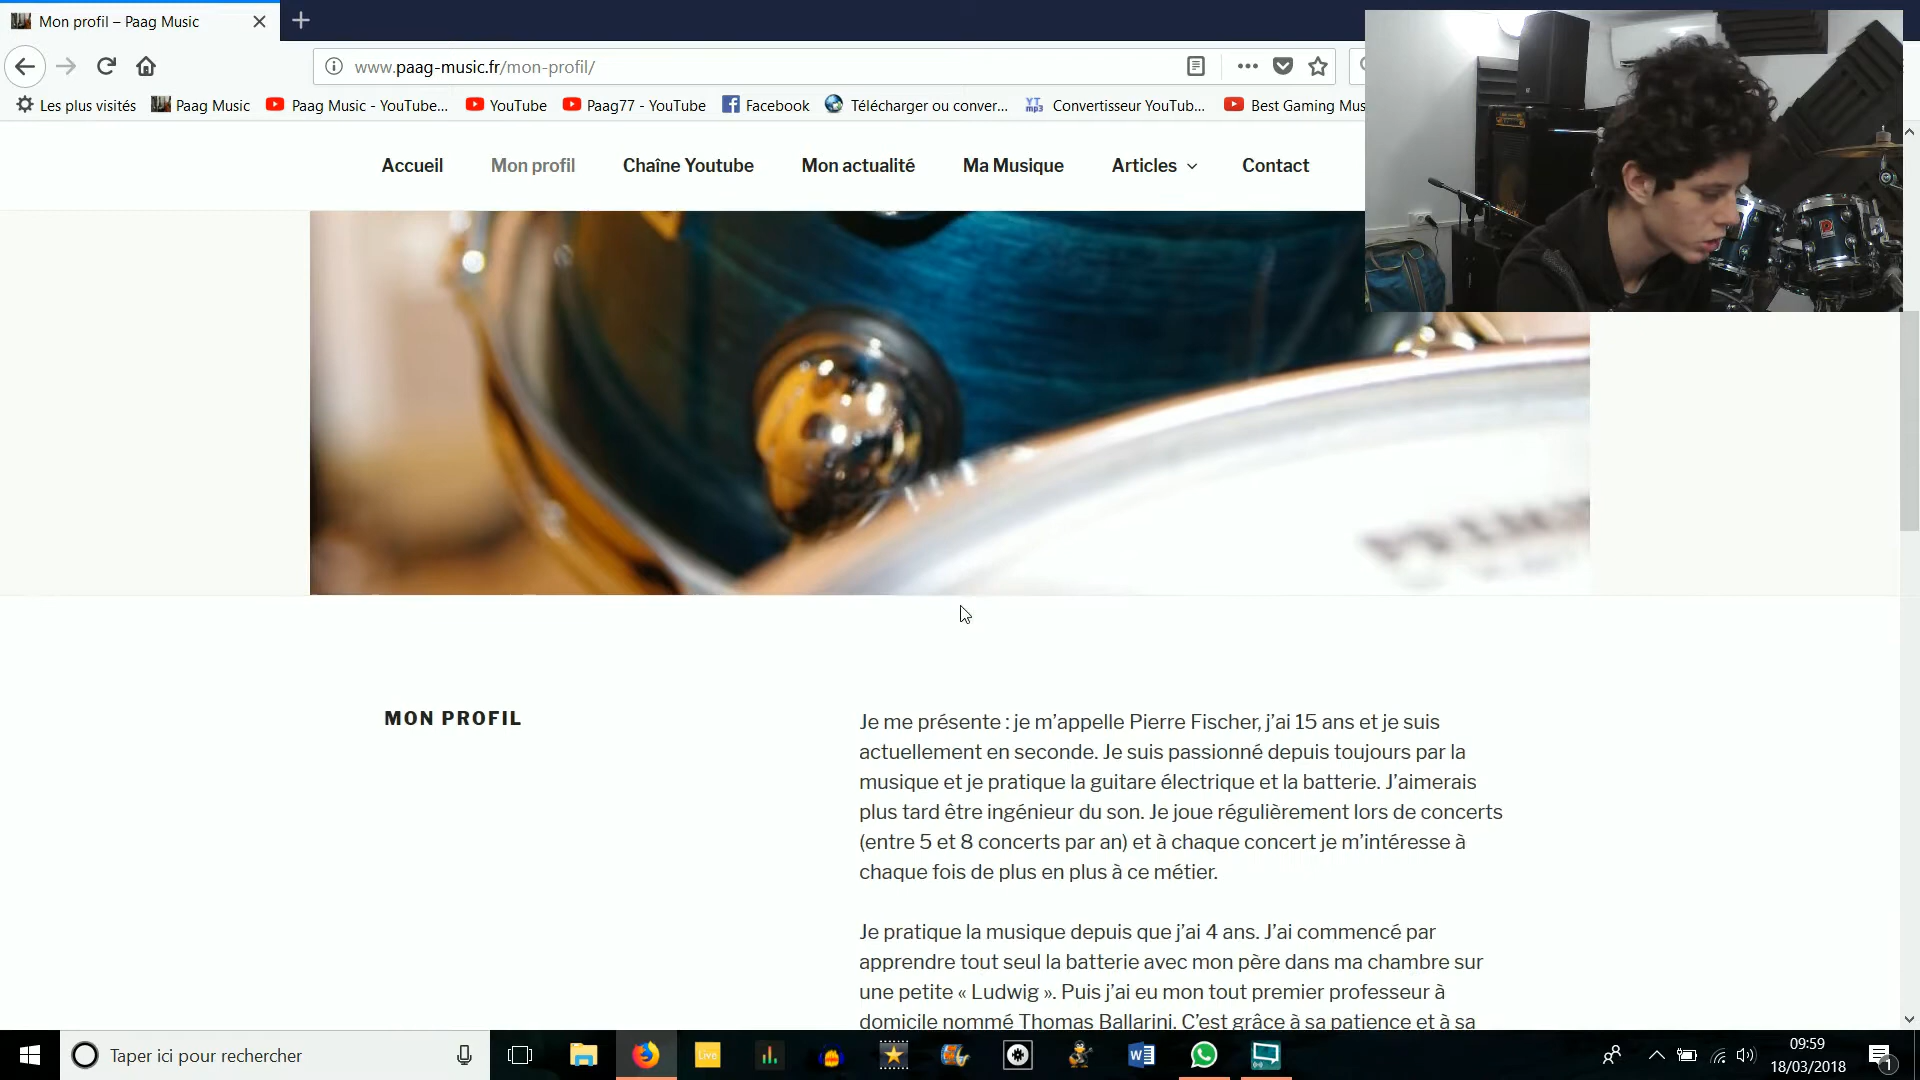 Mon profil – Paag Music
www.paag-music.fr/mon-profil/
Les plus visités
Paag Music
Paag Music - YouTube...
YouTube
Paag77 - YouTube
Facebook
Télécharger ou conver...
Convertisseur YouTub...
Best Gaming Mus
Accueil
Mon profil
Chaîne Youtube
Mon actualité
Ma Musique
Articles
Contact
MON PROFIL
Je me présente : je m’appelle Pierre Fischer, j’ai 15 ans et je suis
actuellement en seconde. Je suis passionné depuis toujours par la
musique et je pratique la guitare électrique et la batterie. J’aimerais
plus tard être ingénieur du son. Je joue régulièrement lors de concerts
(entre 5 et 8 concerts par an) et à chaque concert je m’intéresse à
chaque fois de plus en plus à ce métier.
Je pratique la musique depuis que j’ai 4 ans. J’ai commencé par
apprendre tout seul la batterie avec mon père dans ma chambre sur
une petite « Ludwig ». Puis j’ai eu mon tout premier professeur à
domicile nommé Thomas Ballarini. C’est grâce à sa patience et à sa
Taper ici pour rechercher
Live
09:59
18/03/2018
1